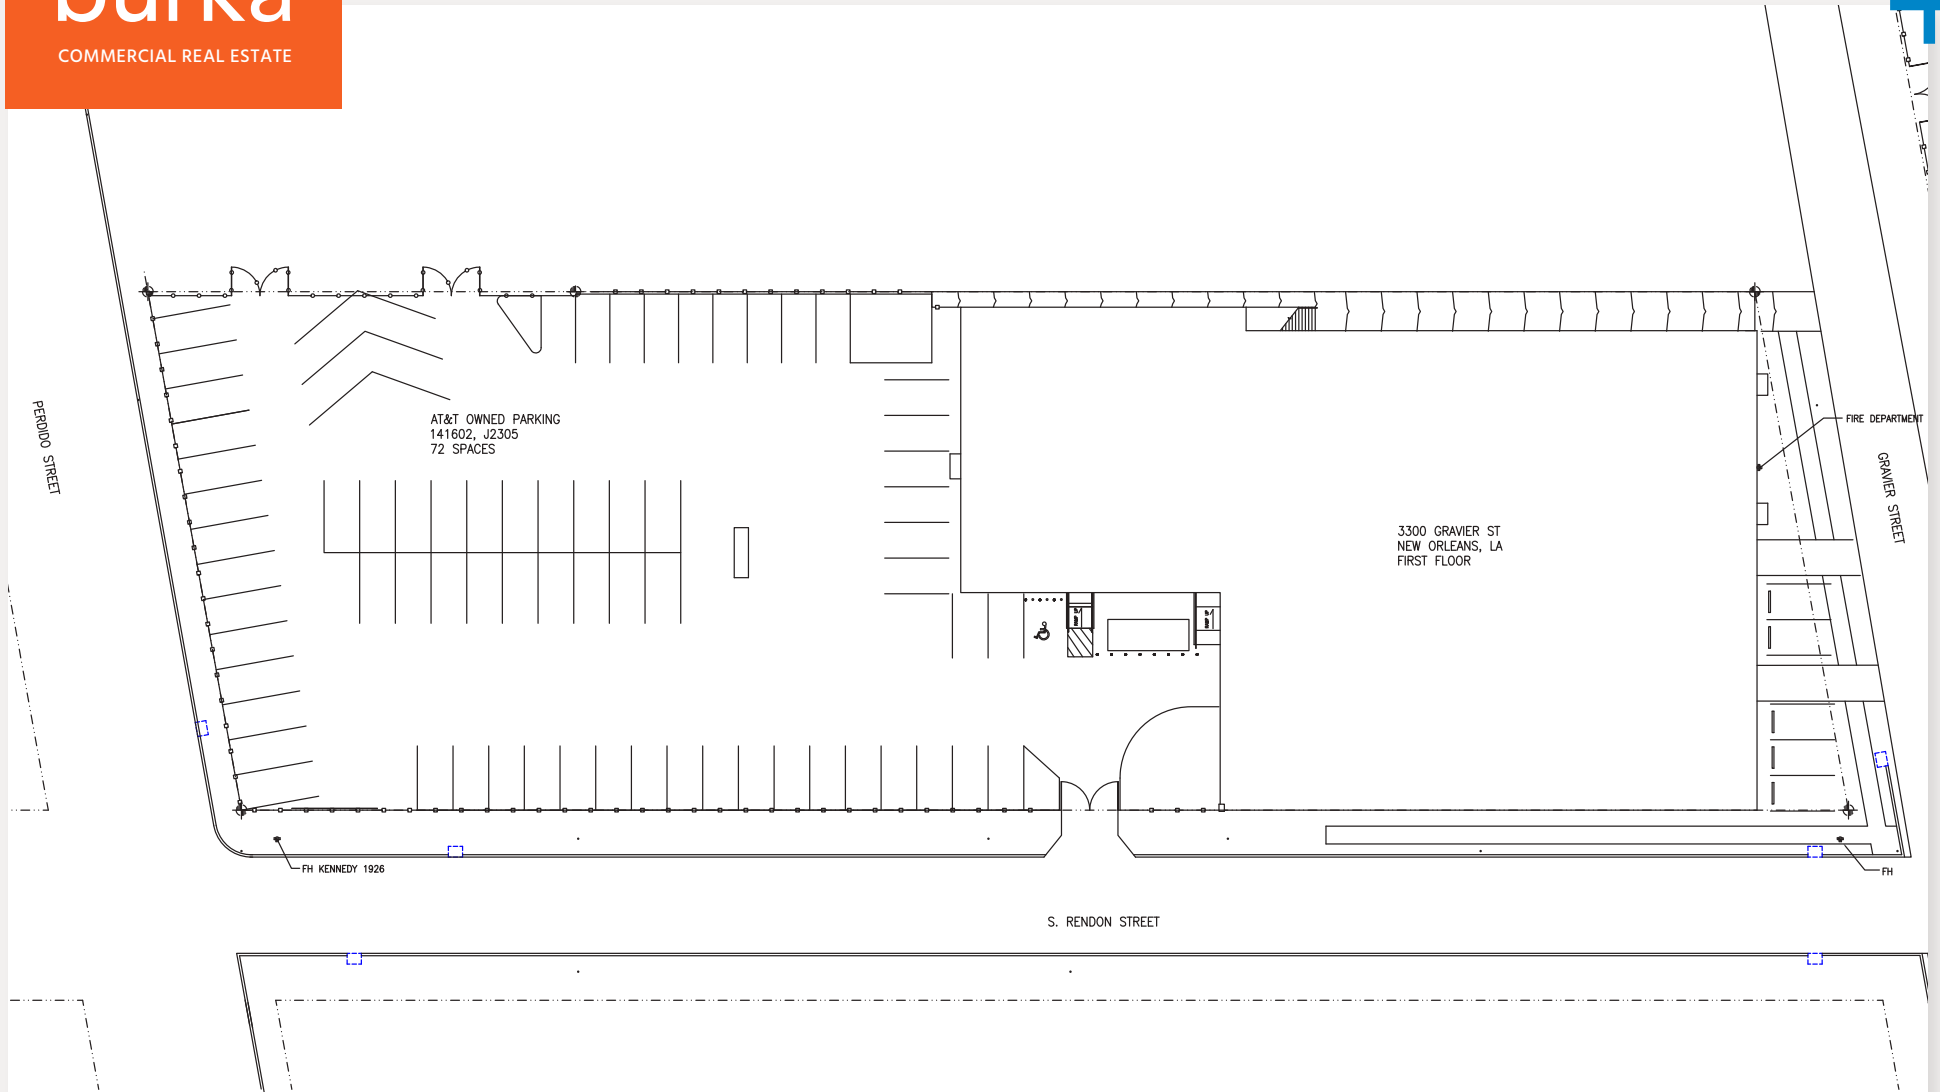 burka
COMMERCIAL REAL ESTATE
PERDIDO STREET
AT&T OWNED PARKING
141602, J2305
72 SPACES
3300 GRAVIER ST
NEW ORLEANS, LA
FIRST FLOOR
FIRE DEPARTMENT
GRAVIER STREET
FH KENNEDY 1926
FH
S. RENDON STREET